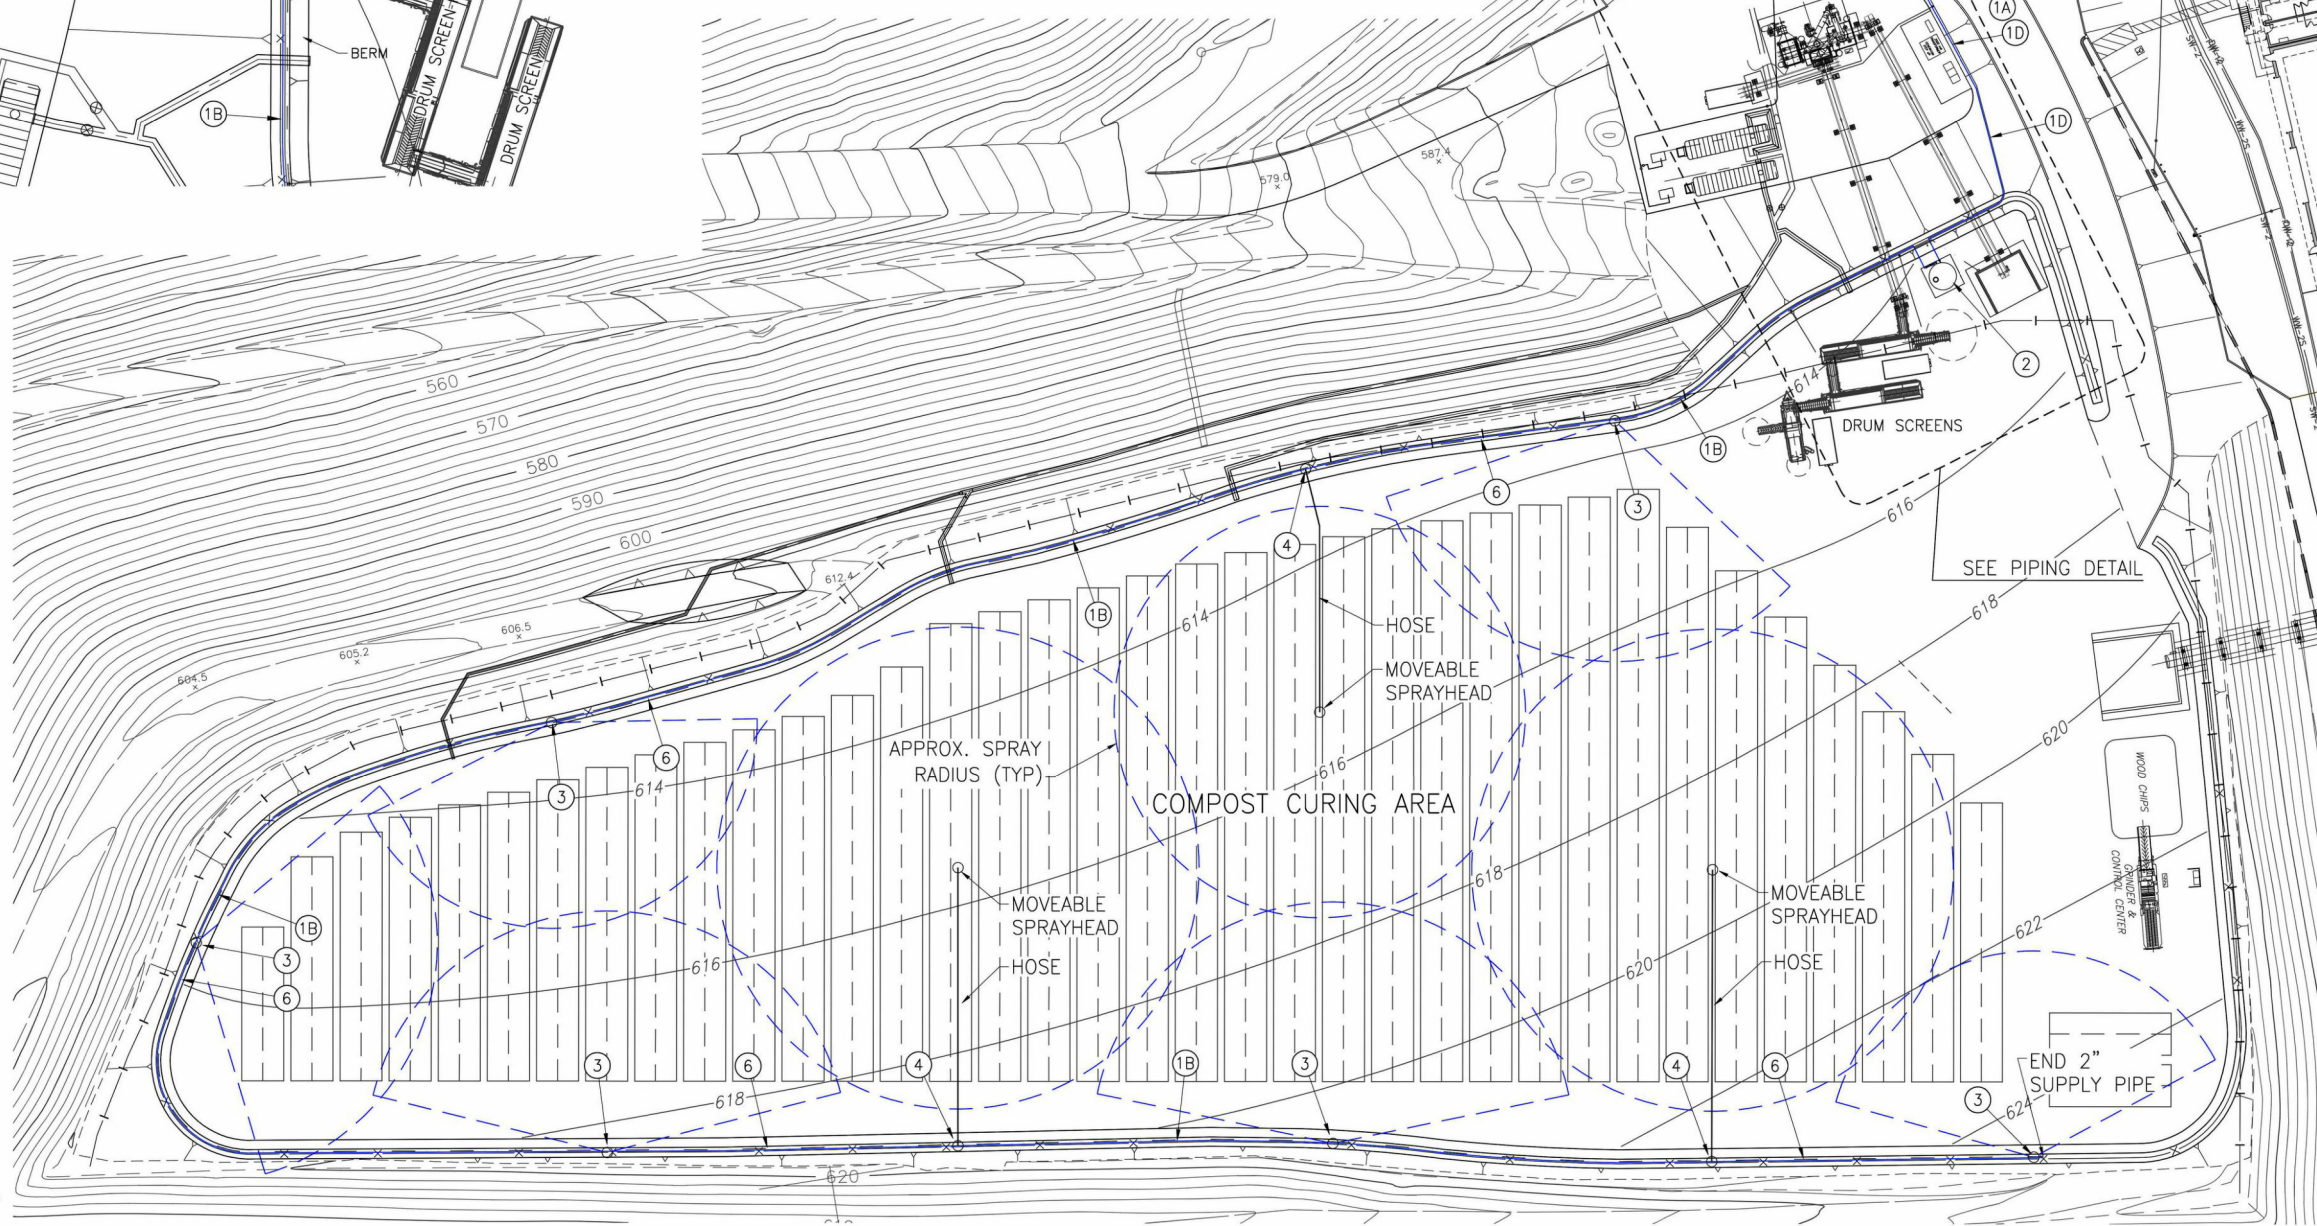 BERM
DRUM SCREEN
DRUM SCREEN
1B
1A
1D
1D
587.4
579.0
560
570
580
590
600
2
614
DRUM SCREENS
1B
616
6
3
4
SEE PIPING DETAIL
612.4
606.5
605.2
604.5
1B
614
HOSE
618
MOVEABLE
SPRAYHEAD
620
APPROX. SPRAY
RADIUS (TYP)
6
3
614
616
COMPOST CURING AREA
WOOD CHIPS
GRINDER &
CONTROL CENTER
618
MOVEABLE
SPRAYHEAD
HOSE
MOVEABLE
SPRAYHEAD
HOSE
1B
3
6
616
620
622
3
6
4
1B
3
4
6
END 2"
SUPPLY PIPE
618
3
624
620